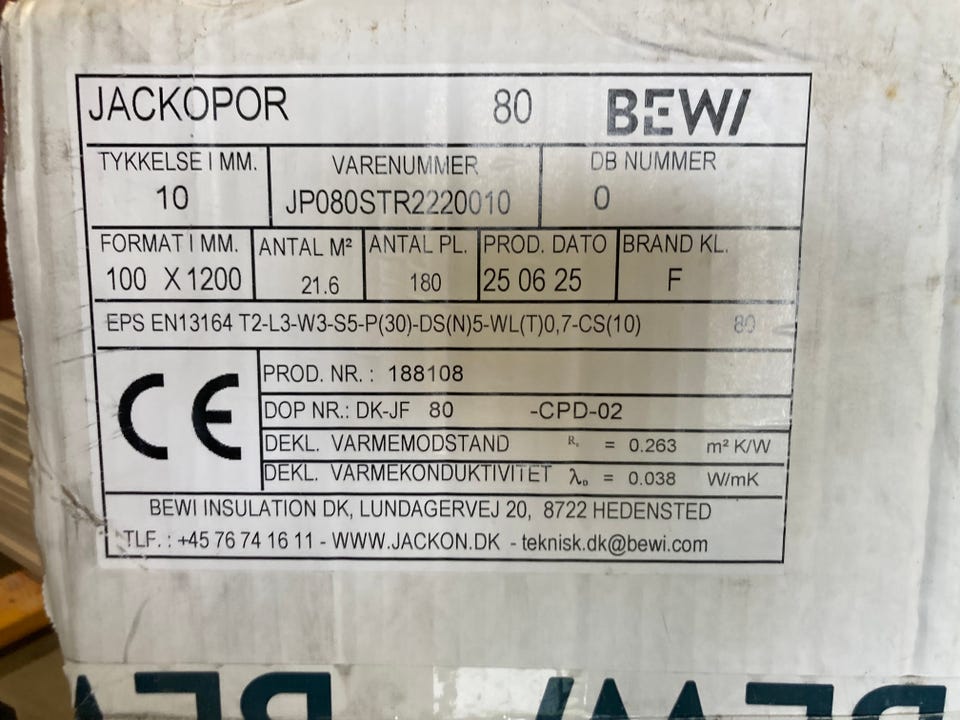 JACKOPOR 80 BEWI
TYKKELSE I MM. VARENUMMER DB NUMMER
10 JP080STR2220010 0
FORMAT I MM. ANTAL M² ANTAL PL. PROD. DATO BRAND KL.
100 X 1200 21.6 180 25 06 25 F
EPS EN13164 T2-L3-W3-S5-P(30)-DS(N)5-WL(T)0,7-CS(10) 80
CE PROD. NR. : 188108
DOP NR.: DK-JF 80 -CPD-02
DEKL. VARMEMODSTAND = 0.263 m² K/W
DEKL. VARMEKONDUKTIVITET λ = 0.038 W/mK
BEWI INSULATION DK, LUNDAGERVEJ 20, 8722 HEDENSTED
TLF. : +45 76 74 16 11 - WWW.JACKON.DK - teknisk.dk@bewi.com